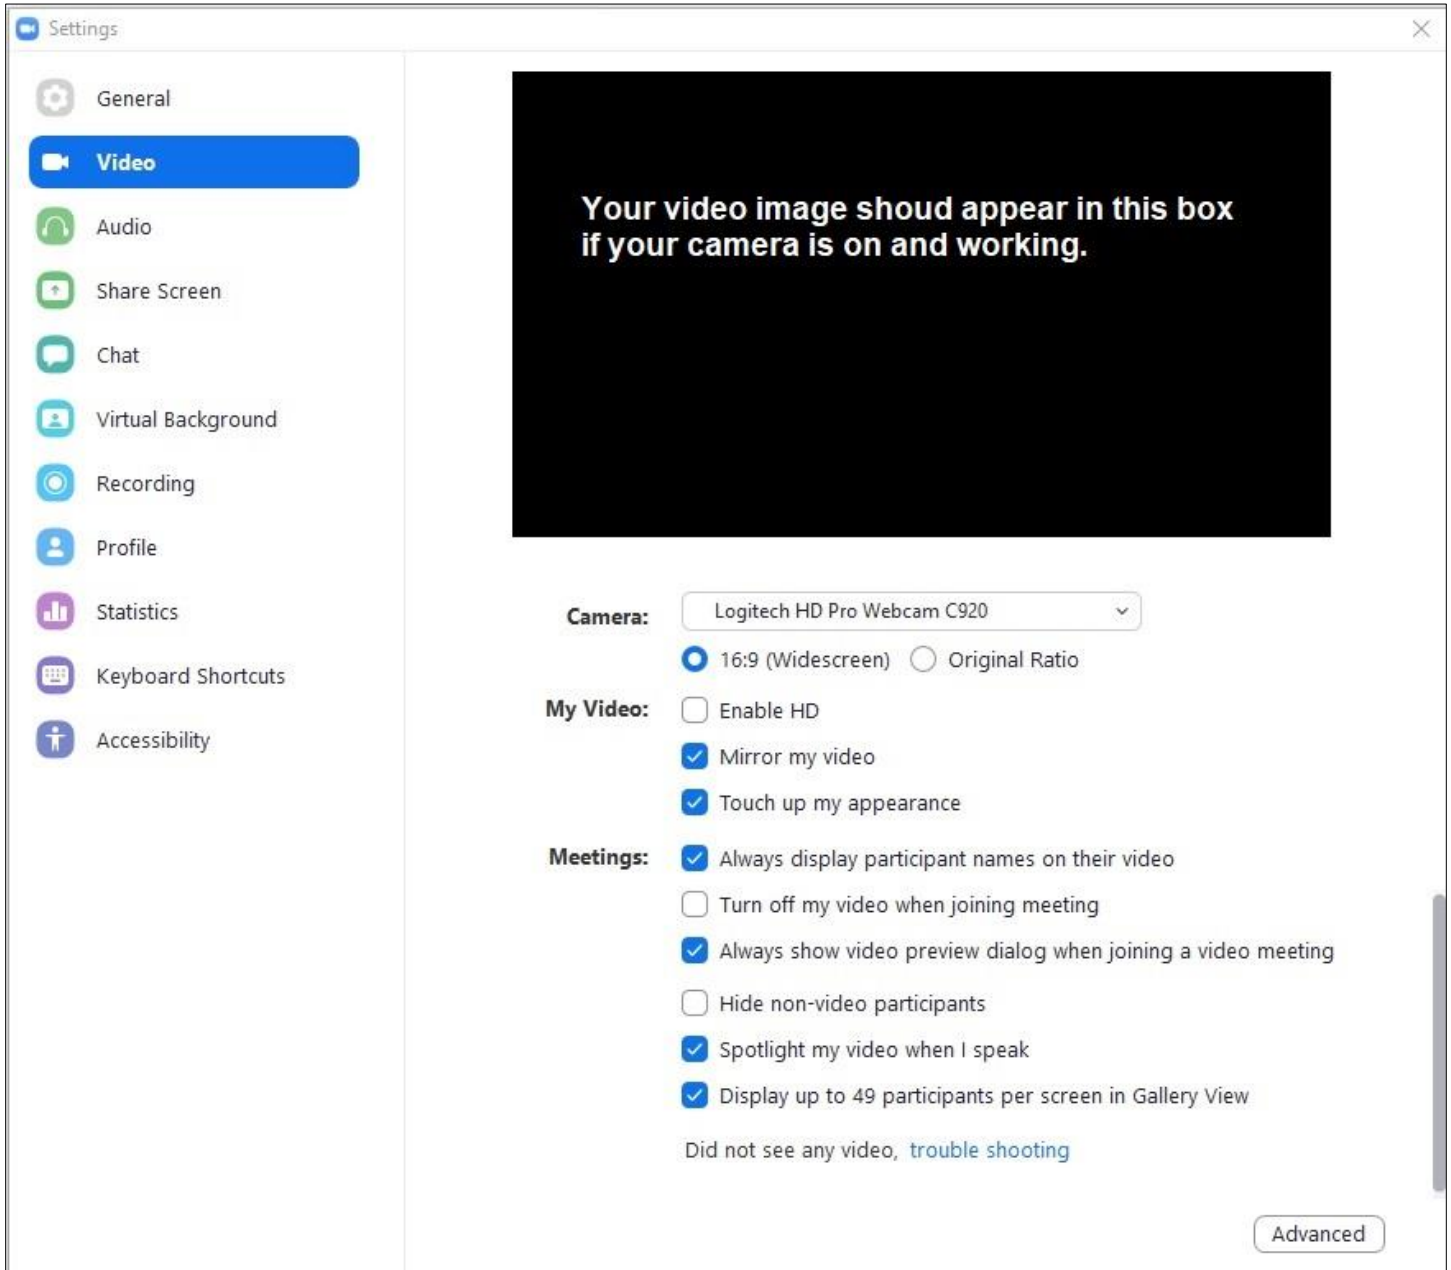 Settings
General
Video
Audio
Share Screen
Chat
Virtual Background
Recording
Profile
Statistics
Keyboard Shortcuts
Accessibility
Your video image shoud appear in this box
if your camera is on and working.
Camera: Logitech HD Pro Webcam C920
16:9 (Widescreen) Original Ratio
My Video: Enable HD
Mirror my video
Touch up my appearance
Meetings: Always display participant names on their video
Turn off my video when joining meeting
Always show video preview dialog when joining a video meeting
Hide non-video participants
Spotlight my video when I speak
Display up to 49 participants per screen in Gallery View
Did not see any video, trouble shooting
Advanced